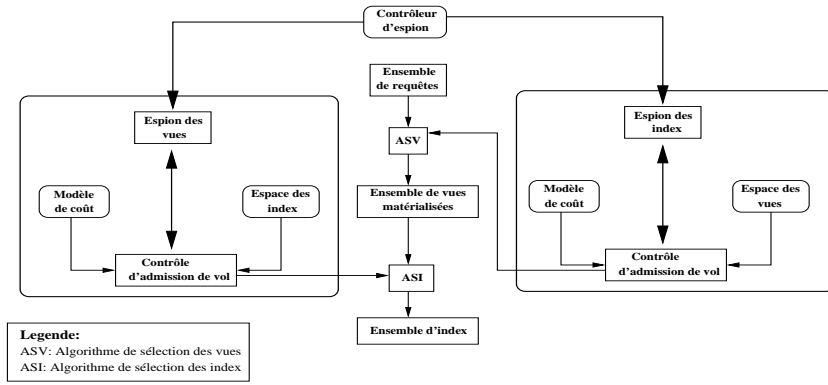 Contrôleur
d'espion
Ensemble
de requêtes
Espion des
vues
Espion des
index
ASV
Modèle
de coût
Espace des
index
Ensemble de vues
matérialisées
Modèle
de coût
Espace des
vues
Contrôle
d'admission de vol
ASI
Contrôle
d'admission de vol
Ensemble d'index
Legende:
ASV: Algorithme de sélection des vues
ASI: Algorithme de sélection des index